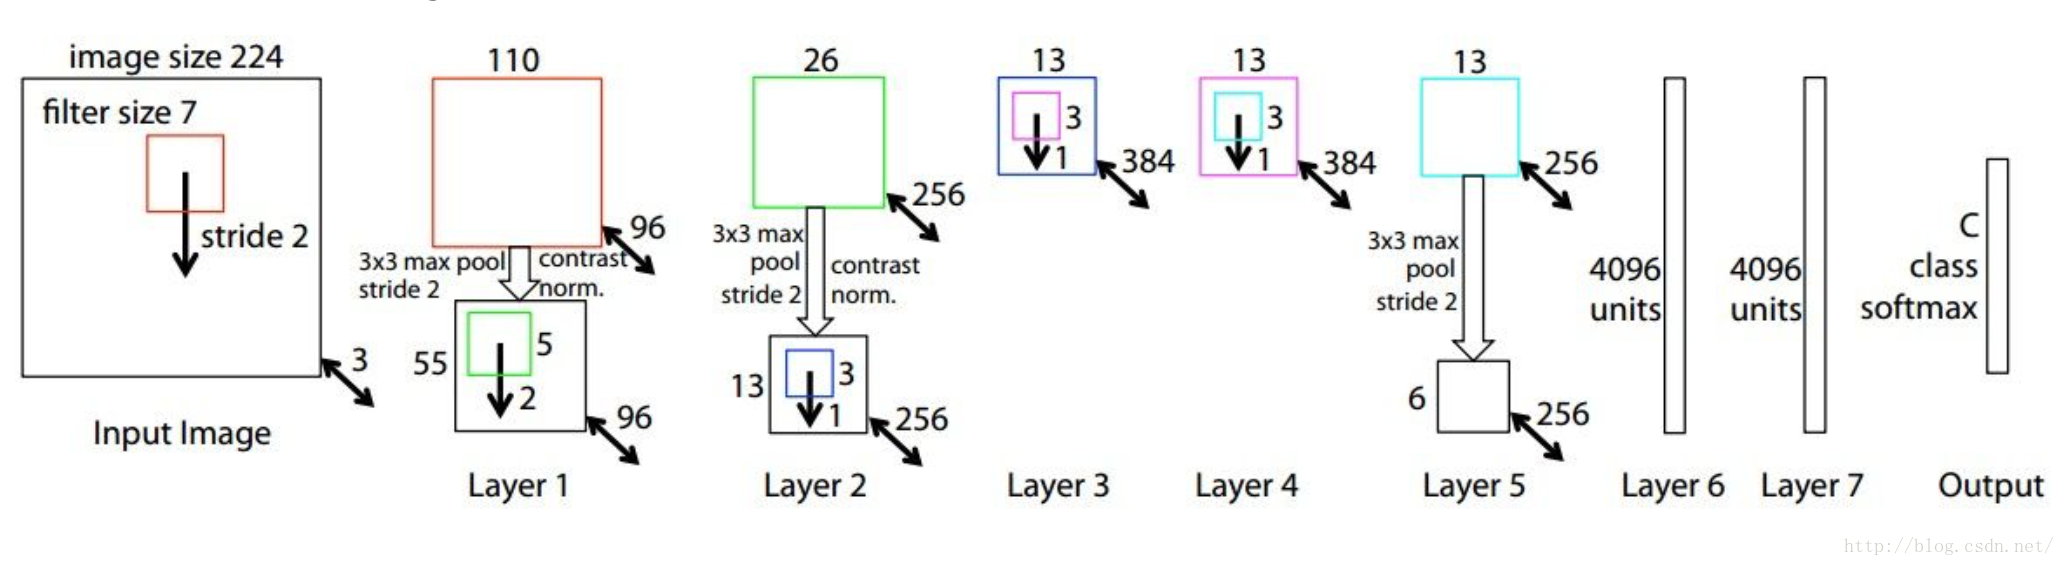 image size 224
filter size 7
stride 2
3
Input Image
110
96
3x3 max pool
stride 2
contrast
norm.
55
5
2
96
Layer 1
26
256
3x3 max
pool
stride 2
contrast
norm.
13
3
1
256
Layer 2
13
3
1
384
Layer 3
13
3
1
384
Layer 4
13
256
3x3 max
pool
stride 2
6
256
Layer 5
4096
units
Layer 6
4096
units
Layer 7
C
class
softmax
Output
http://blog.csdn.net/